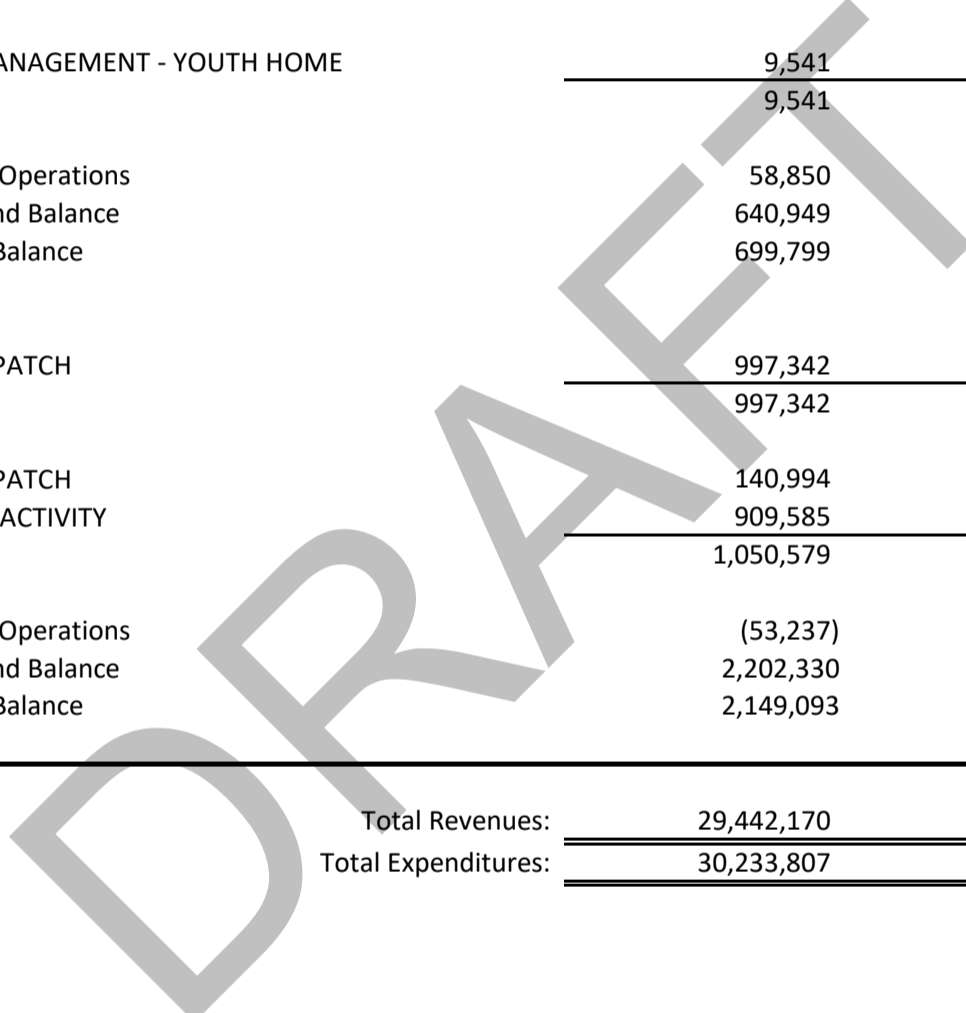 ANAGEMENT - YOUTH HOME 9,541
9,541
Operations 58,850
nd Balance 640,949
Balance 699,799
PATCH 997,342
997,342
PATCH 140,994
ACTIVITY 909,585
1,050,579
Operations (53,237)
nd Balance 2,202,330
Balance 2,149,093
Total Revenues: 29,442,170
Total Expenditures: 30,233,807
DRAFT